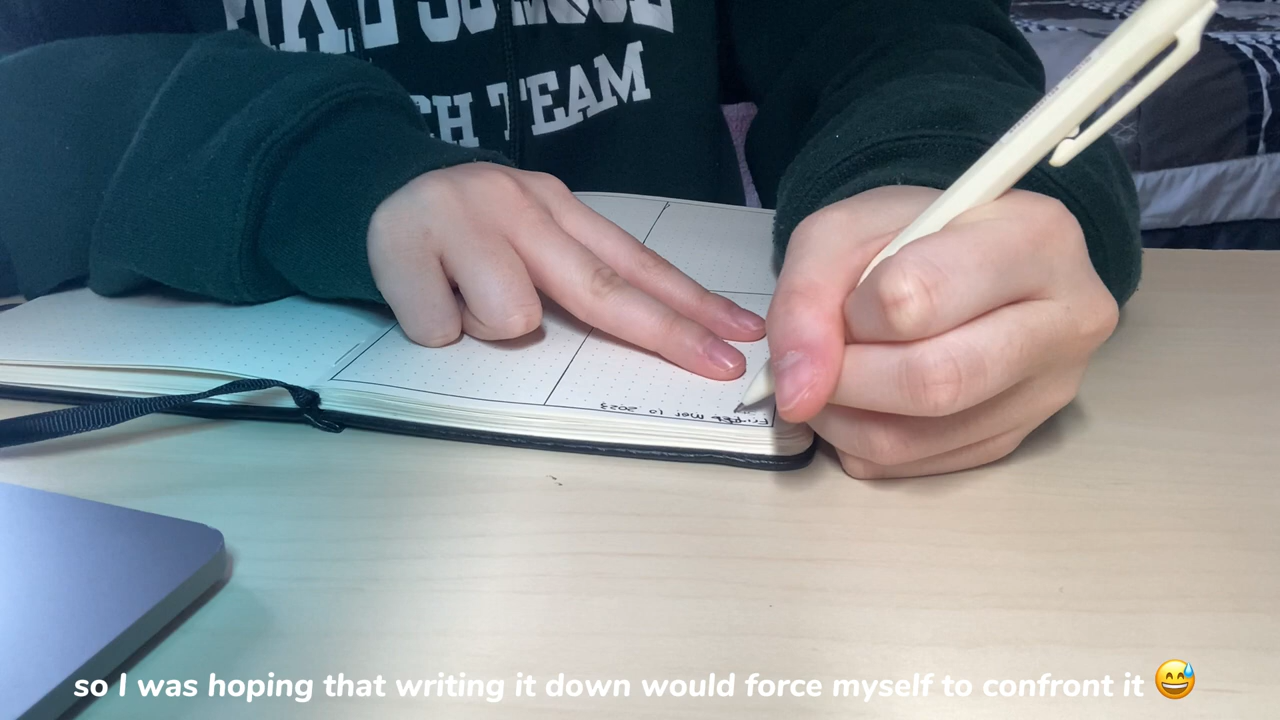 TEAM
Mar 10 2023
so I was hoping that writing it down would force myself to confront it 😅